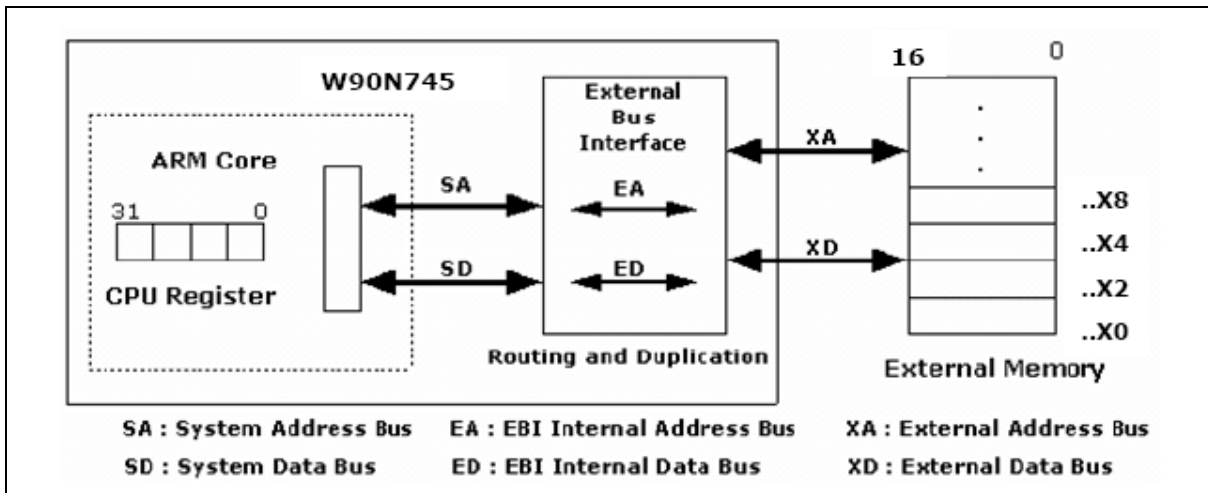 W90N745
ARM Core
31 0
CPU Register
SA
SD
External
Bus
Interface
EA
ED
Routing and Duplication
XA
XD
16 0
..X8
..X4
..X2
..X0
External Memory
SA : System Address Bus EA : EBI Internal Address Bus XA : External Address Bus
SD : System Data Bus ED : EBI Internal Data Bus XD : External Data Bus